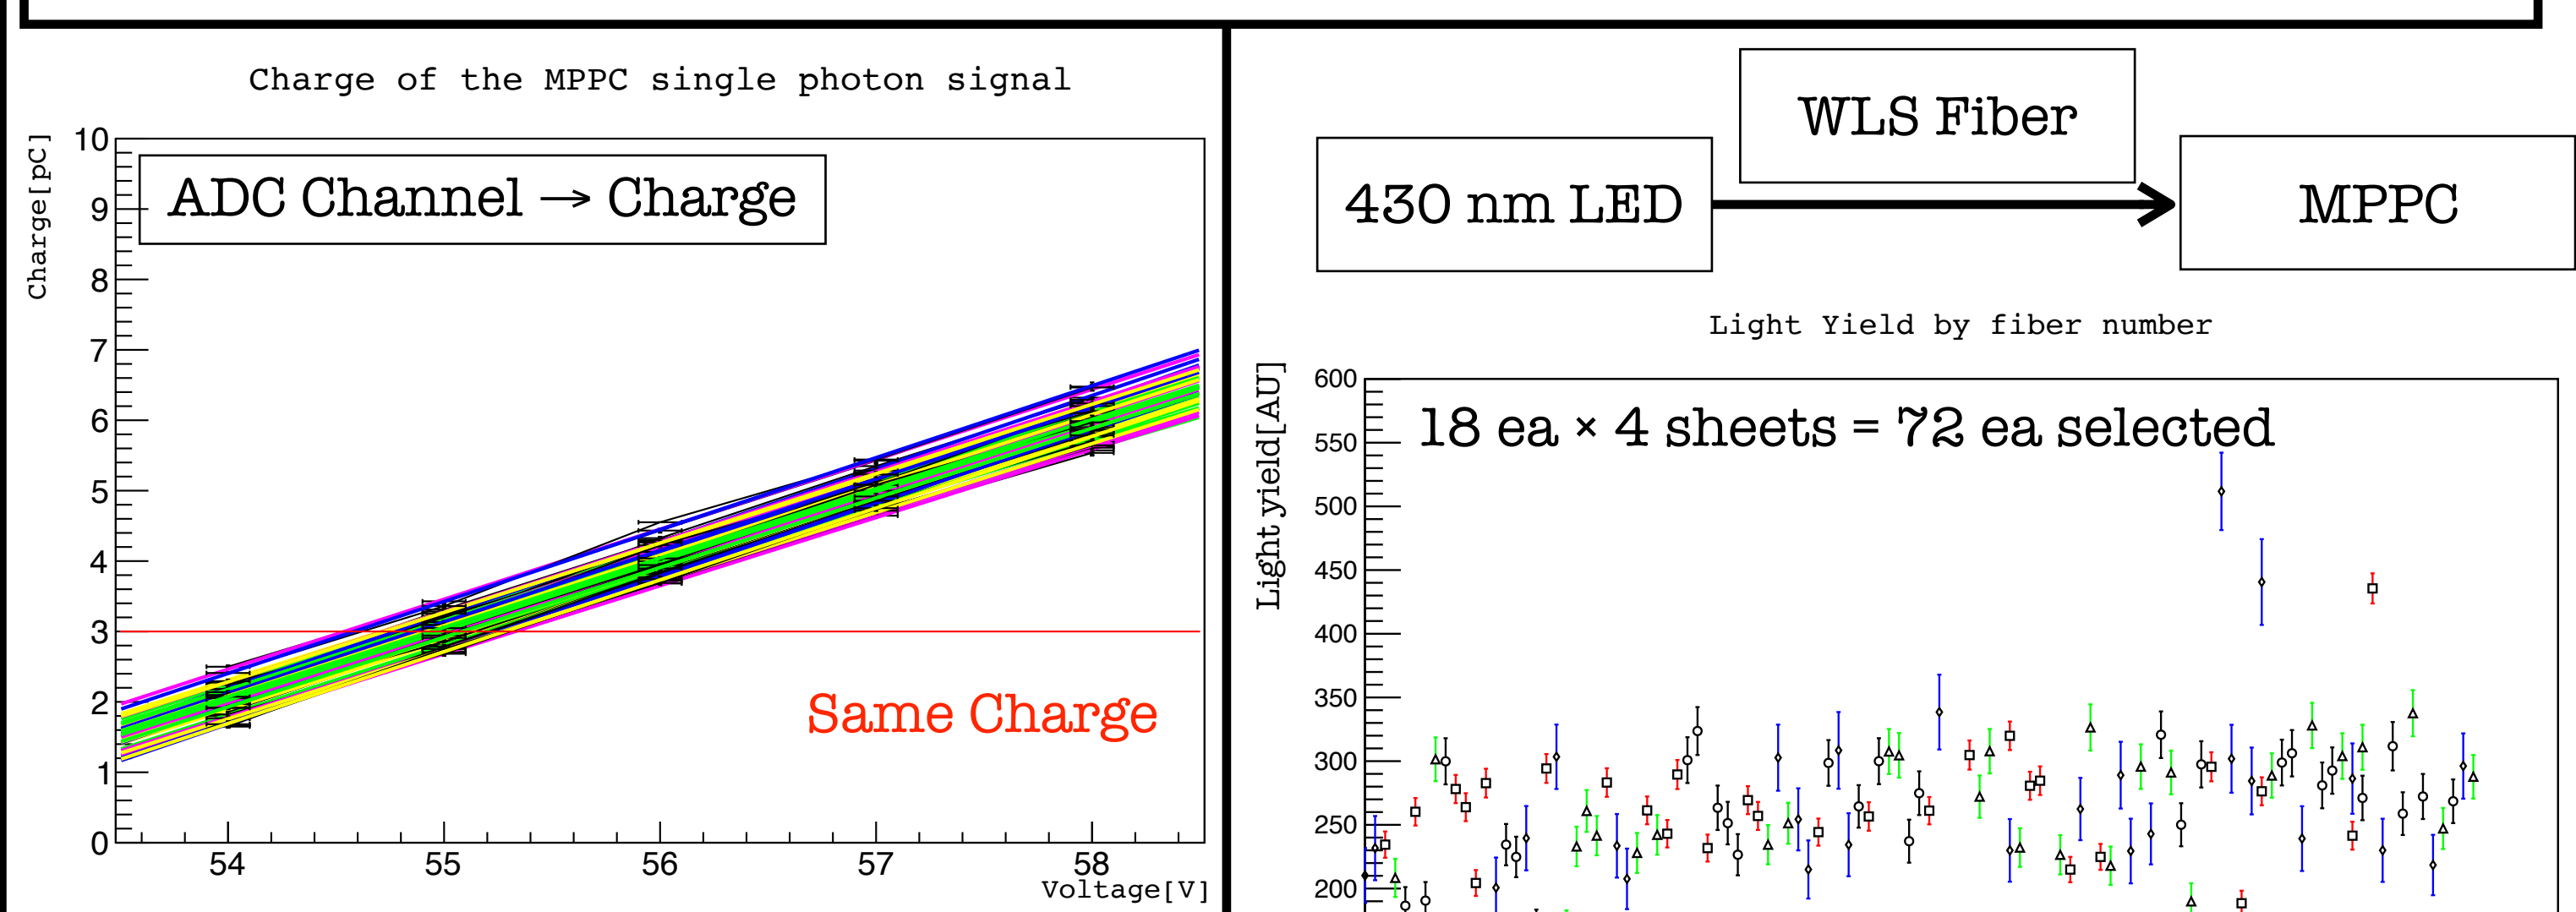 Charge of the MPPC single photon signal
Charge[pC]
10
9
8
7
6
5
4
3
2
1
0
ADC Channel → Charge
Same Charge
54 55 56 57 58
Voltage[V]
WLS Fiber
430 nm LED
MPPC
Light Yield by fiber number
Light yield[AU]
600
550
500
450
400
350
300
250
200
18 ea × 4 sheets = 72 ea selected